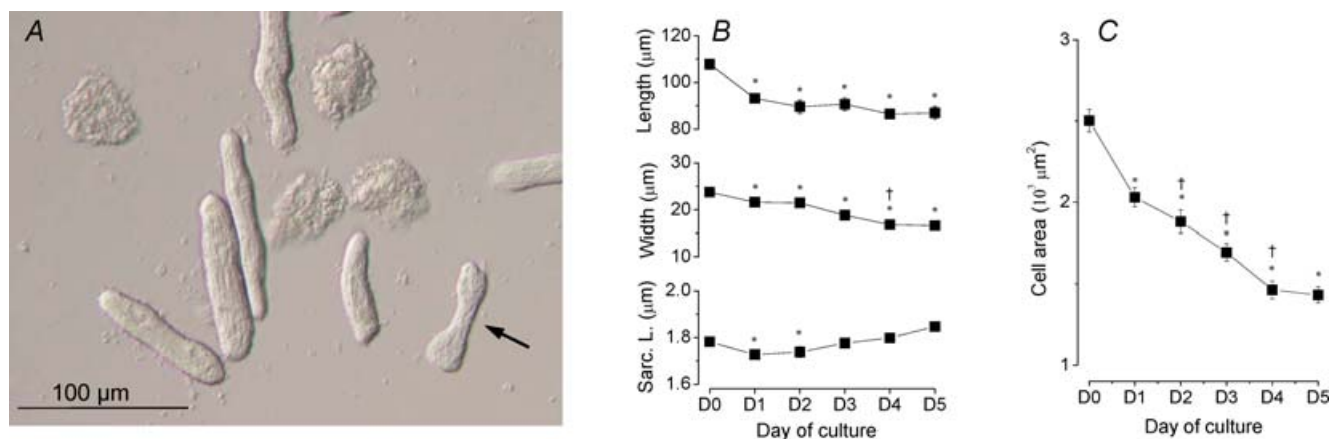 A
100 µm
B
Length (µm)
120
100
80
* * * * *
Width (µm)
30
20
10
†
* * * * *
Sarc. L. (µm)
2.0
1.8
1.6
* *
D0 D1 D2 D3 D4 D5
Day of culture
C
Cell area (10³ µm²)
3
2
1
† † †
* * * * *
D0 D1 D2 D3 D4 D5
Day of culture